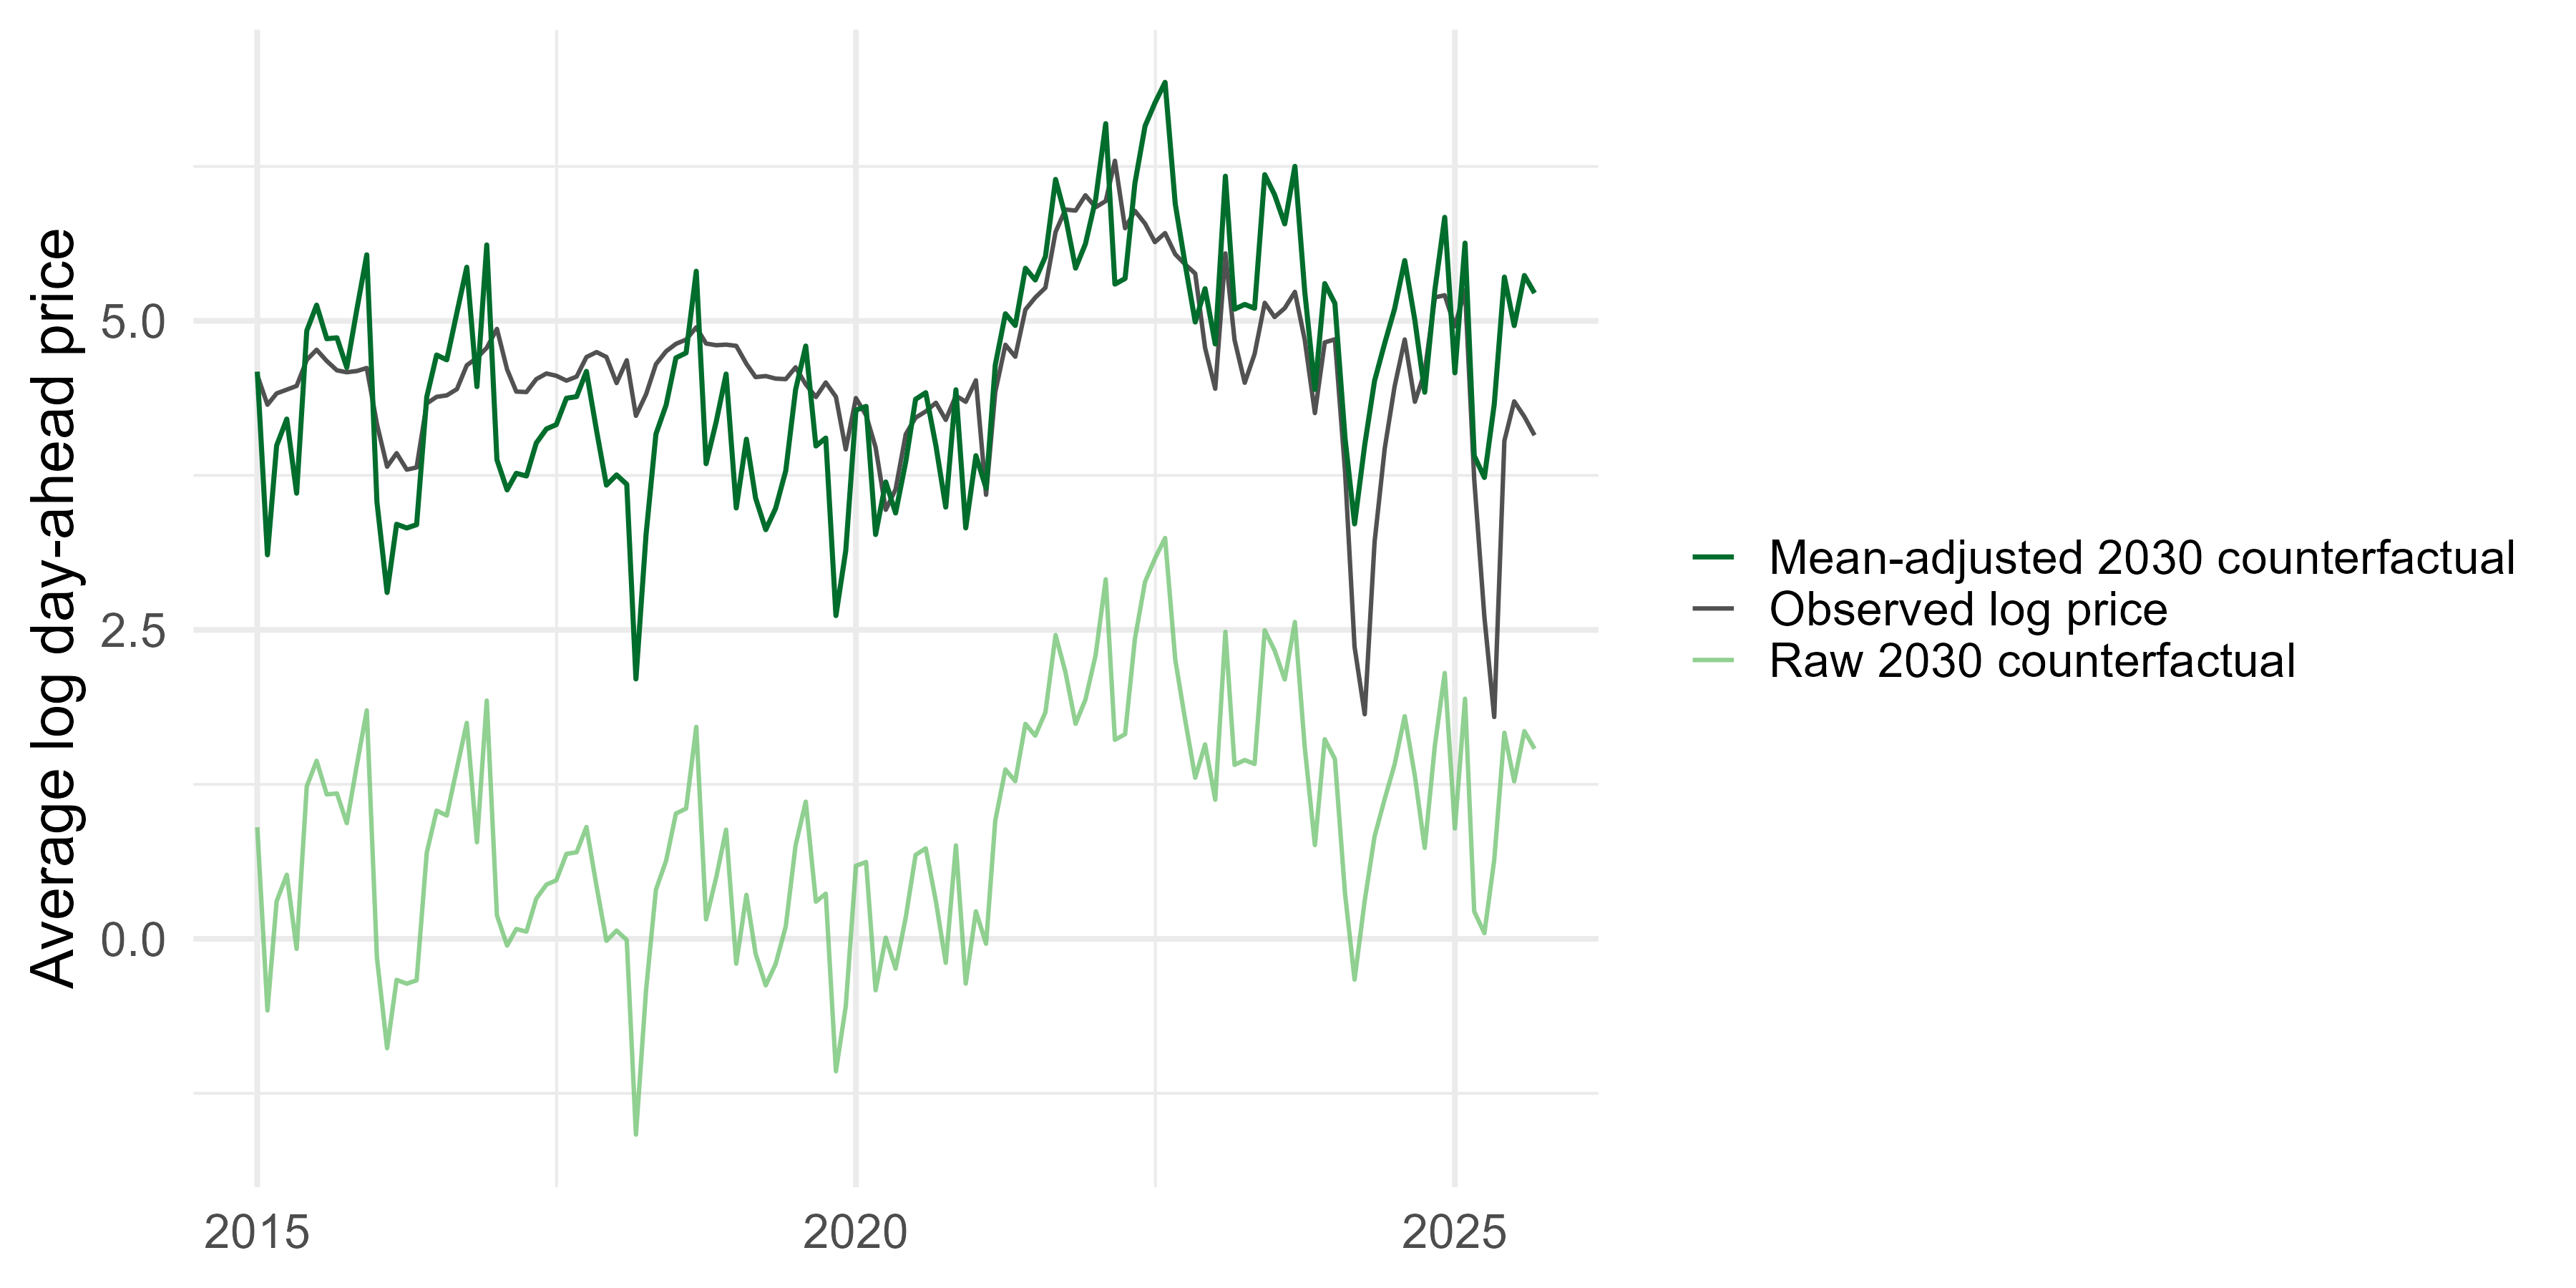 Average log day-ahead price
5.0
2.5
0.0
2015
2020
2025
Mean-adjusted 2030 counterfactual
Observed log price
Raw 2030 counterfactual